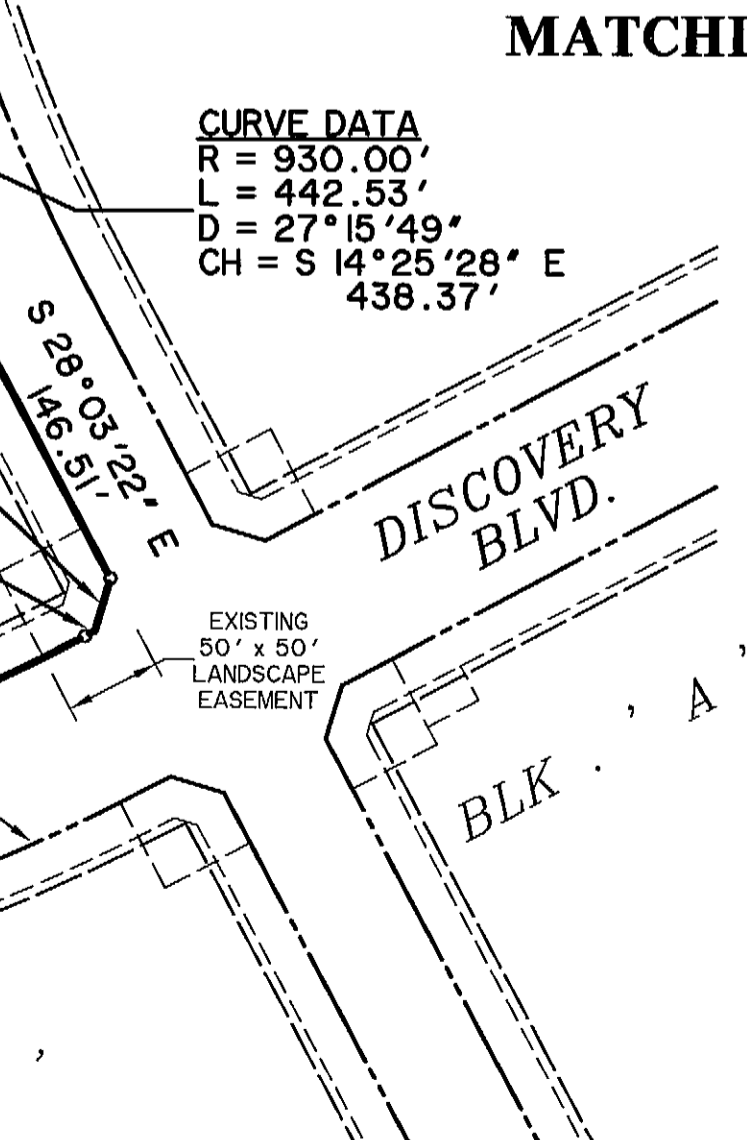 MATCHI
CURVE DATA
R = 930.00'
L = 442.53'
D = 27°15'49"
CH = S 14°25'28" E
438.37'
S 28°03'22" E
146.51'
DISCOVERY
BLVD.
EXISTING
50' x 50'
LANDSCAPE
EASEMENT
BLK. 'A'